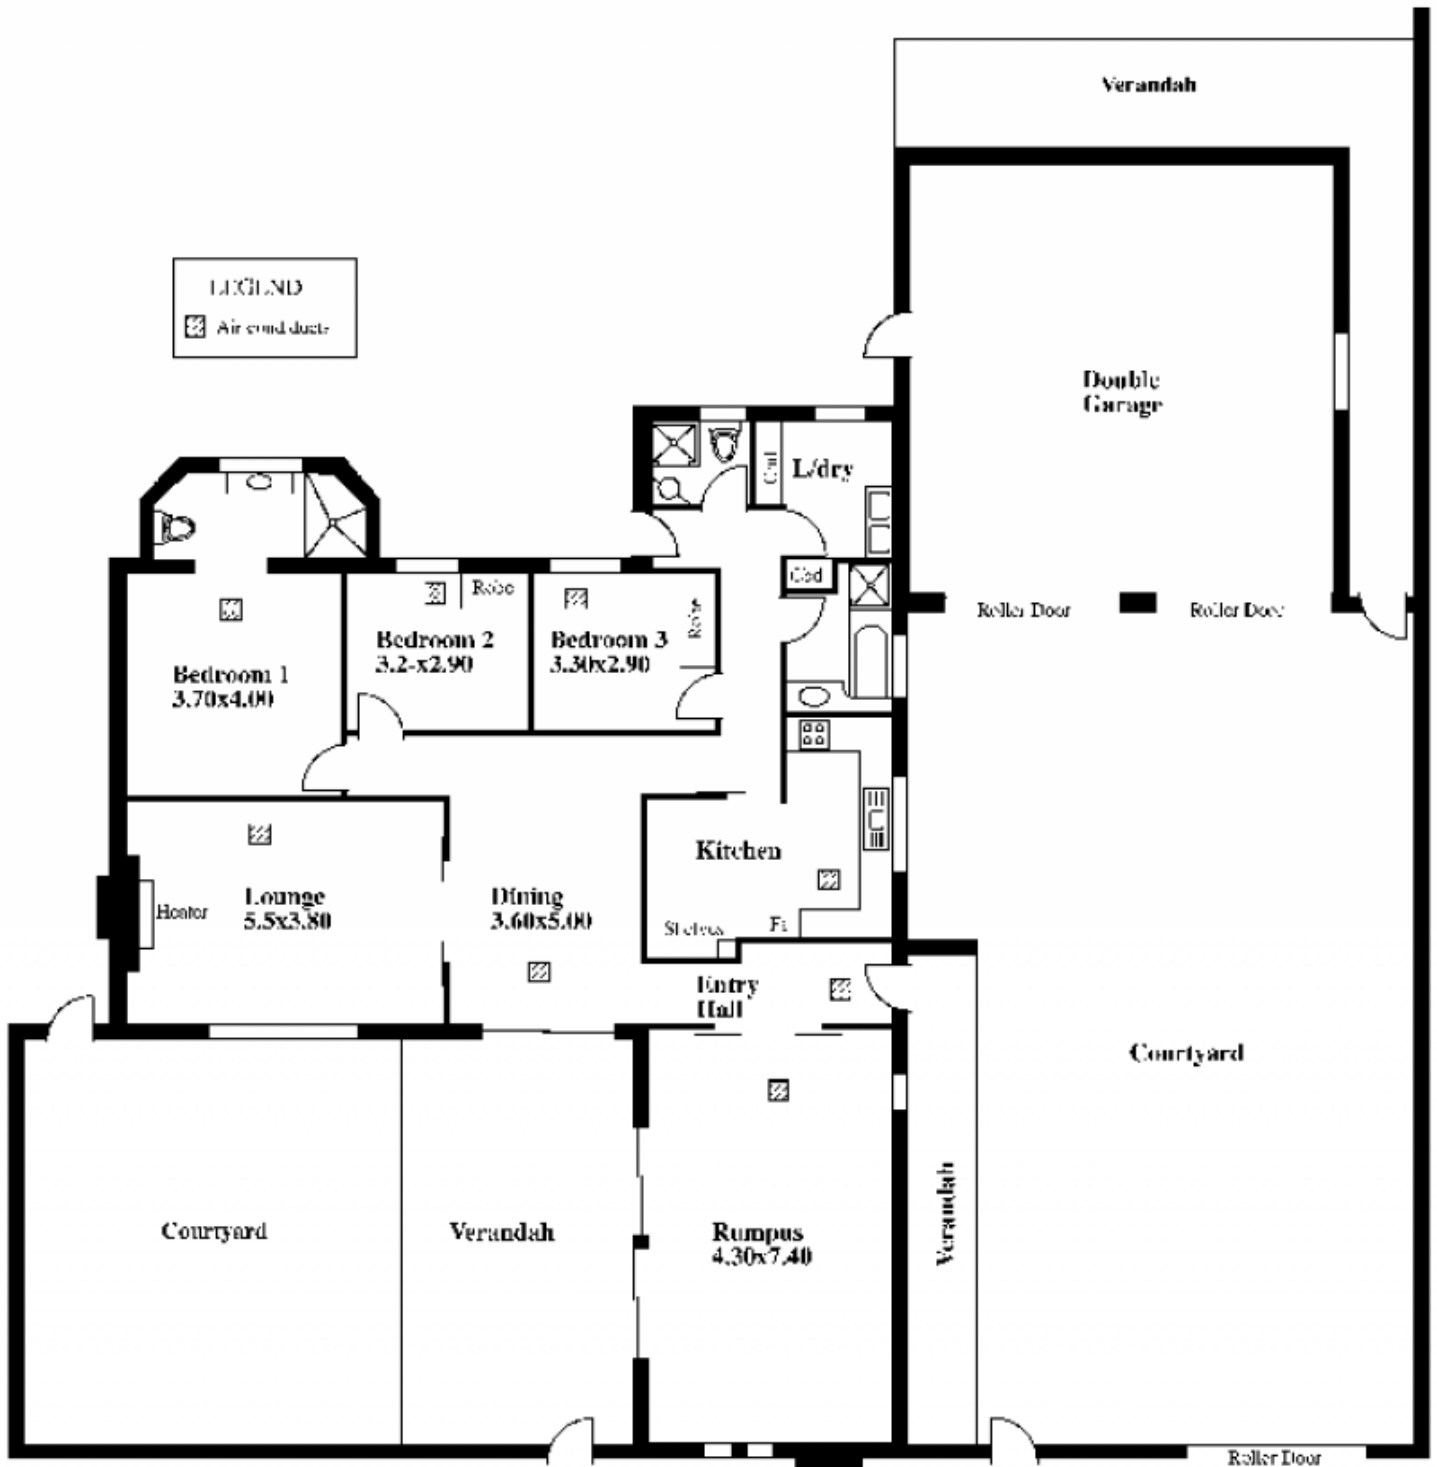 Verandah
LEGEND
Air cond ducts
Double
Garage
L/dry
Cbd
Roller Door
Roller Door
Robe
Robe
Bedroom 2
3.2-x2.90
Bedroom 3
3.30x2.90
Bedroom 1
3.70x4.00
Kitchen
Heater
Lounge
5.5x3.80
Dining
3.60x5.00
Shelves
Entry
Hall
Courtyard
Courtyard
Verandah
Verandah
Rumpus
4.30x7.40
Roller Door